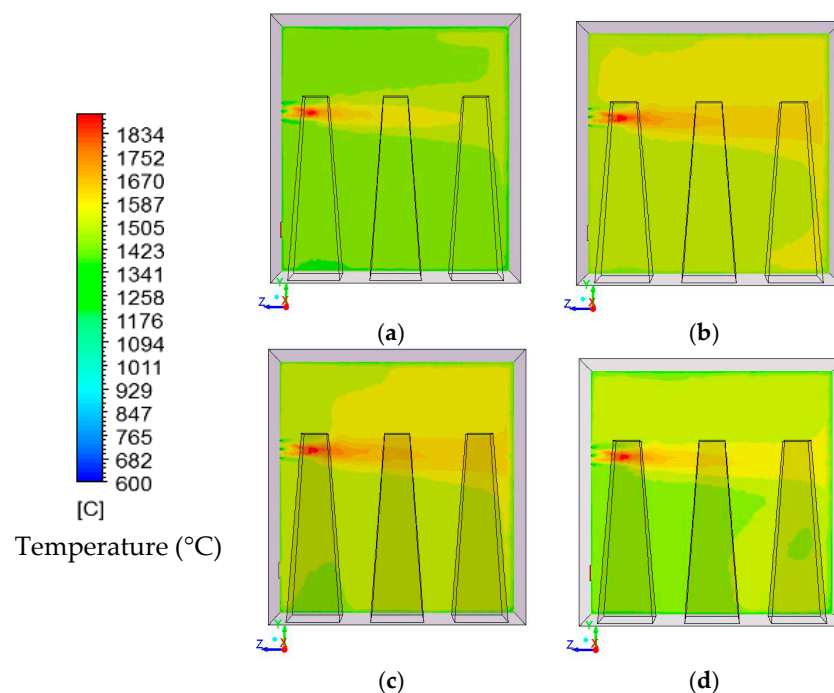 1834
1752
1670
1587
1505
1423
1341
1258
1176
1094
1011
929
847
765
682
600
[C]
Temperature (°C)
Y
Z X
(a)
Y
Z X
(b)
Y
Z X
(c)
Y
Z X
(d)